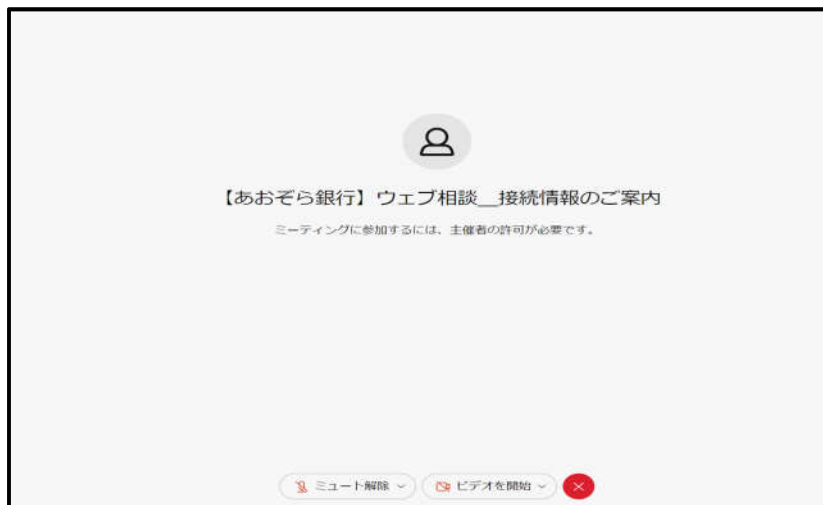 【あおぞら銀行】ウェブ相談__接続情報のご案内
ミーティングに参加するには、主催者の許可が必要です。
ミュート解除
ビデオを開始